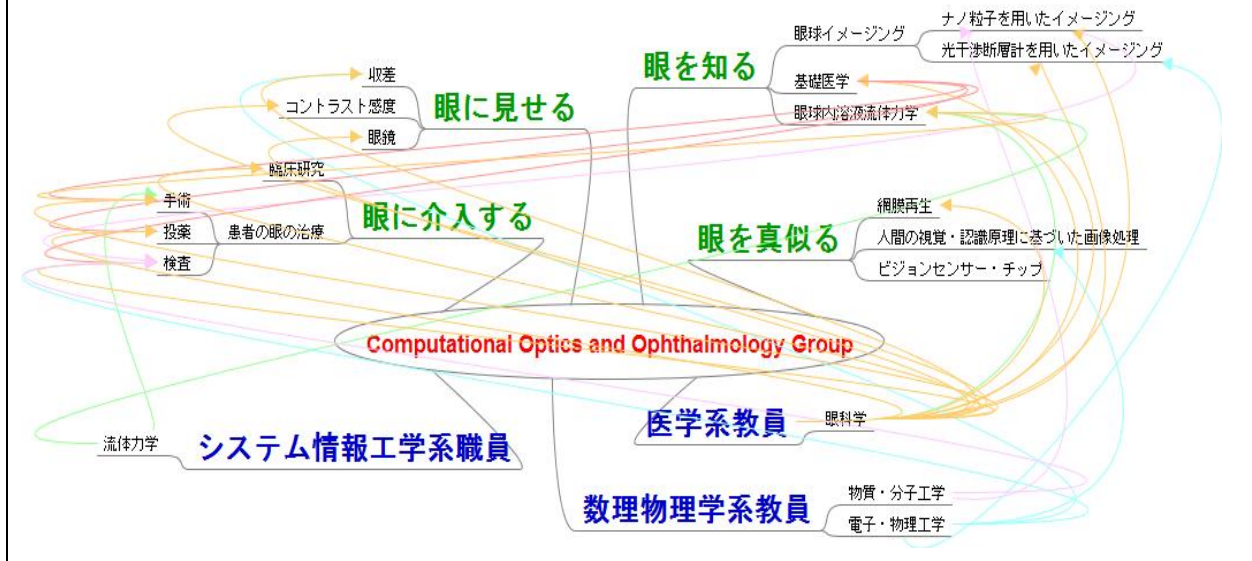 ナノ粒子を用いたイメージング
眼球イメージング
光干渉断層計を用いたイメージング
眼を知る
基礎医学
眼球内溶液流体力学
収差
コントラスト感度
眼に見せる
眼鏡
臨床研究
手術
眼に介入する
投薬
患者の眼の治療
検査
網膜再生
眼を真似る
人間の視覚・認識原理に基づいた画像処理
ビジョンセンサー・チップ
Computational Optics and Ophthalmology Group
医学系教員
眼科学
流体力学
システム情報工学系職員
物質・分子工学
数理物理学系教員
電子・物理工学